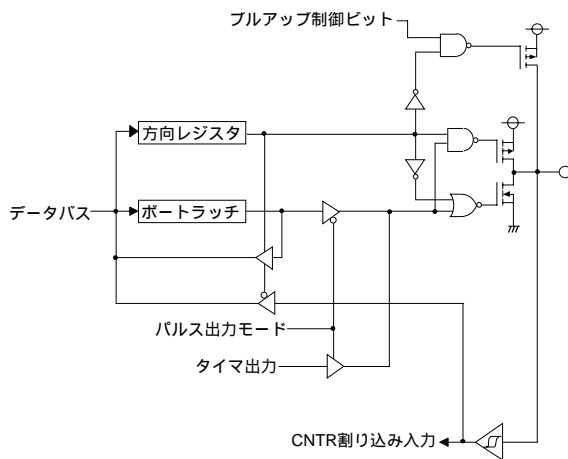 プルアップ制御ビット
方向レジスタ
データバス
ポートラッチ
パルス出力モード
タイマ出力
CNTR割り込み入力